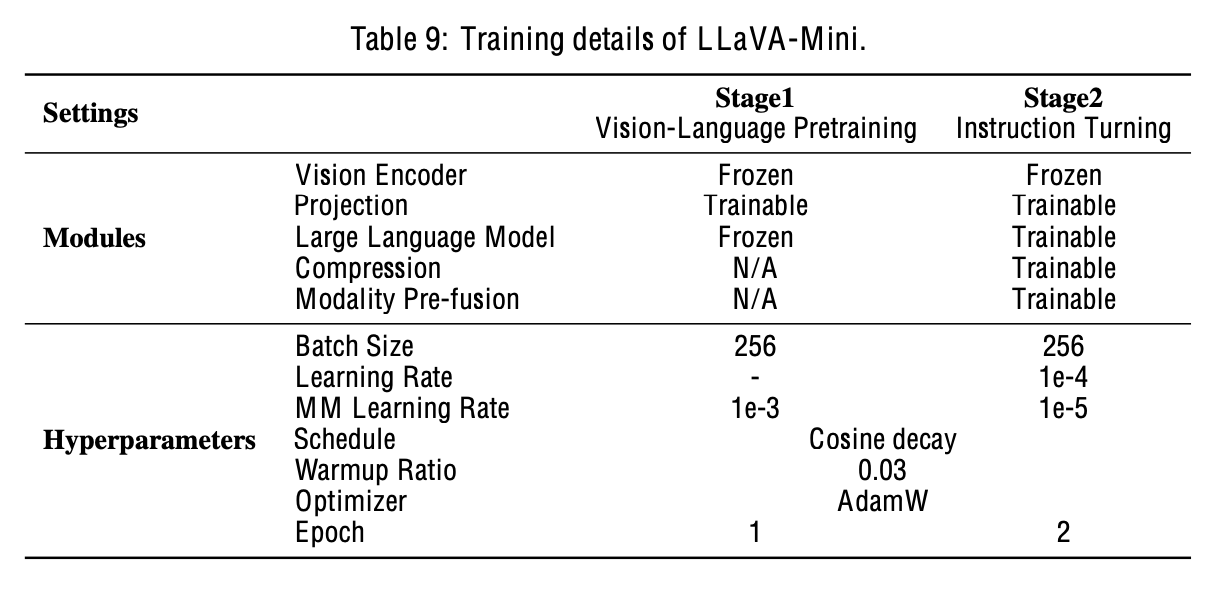 Table 9: Training details of LLaVA-Mini.
Settings Stage1 Stage2
Vision-Language Pretraining Instruction Turning
Modules
Vision Encoder Frozen Frozen
Projection Trainable Trainable
Large Language Model Frozen Trainable
Compression N/A Trainable
Modality Pre-fusion N/A Trainable
Hyperparameters
Batch Size 256 256
Learning Rate - 1e-4
MM Learning Rate 1e-3 1e-5
Schedule Cosine decay
Warmup Ratio 0.03
Optimizer AdamW
Epoch 1 2